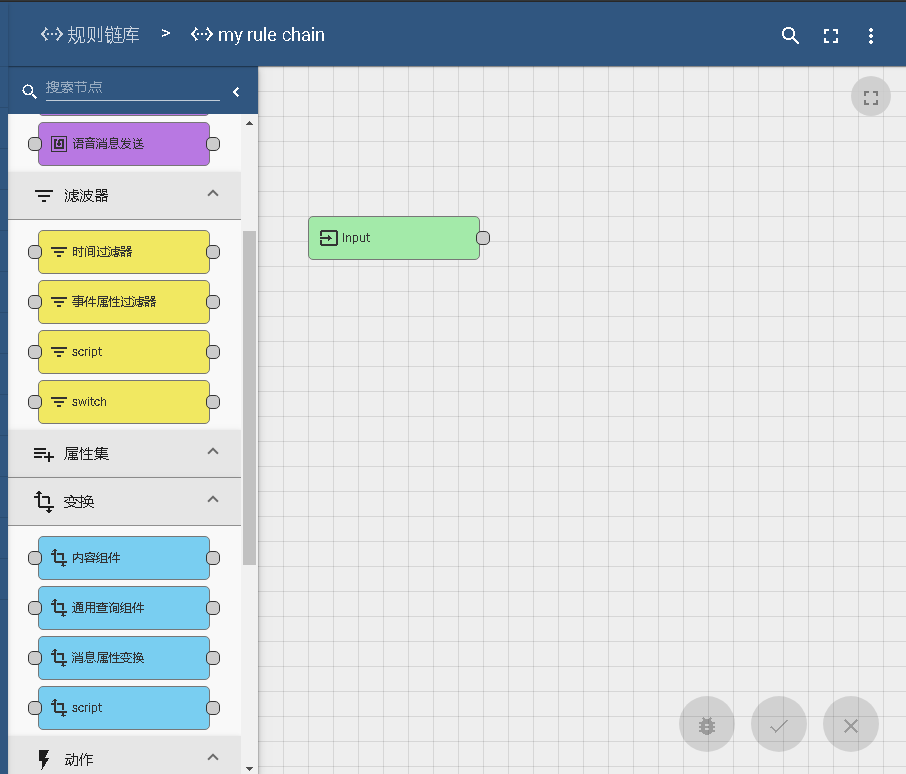 规则链库 > my rule chain
搜索节点
语音消息发送
滤波器
时间过滤器
事件属性过滤器
script
switch
属性集
变换
内容组件
通用查询组件
消息属性变换
script
动作
Input